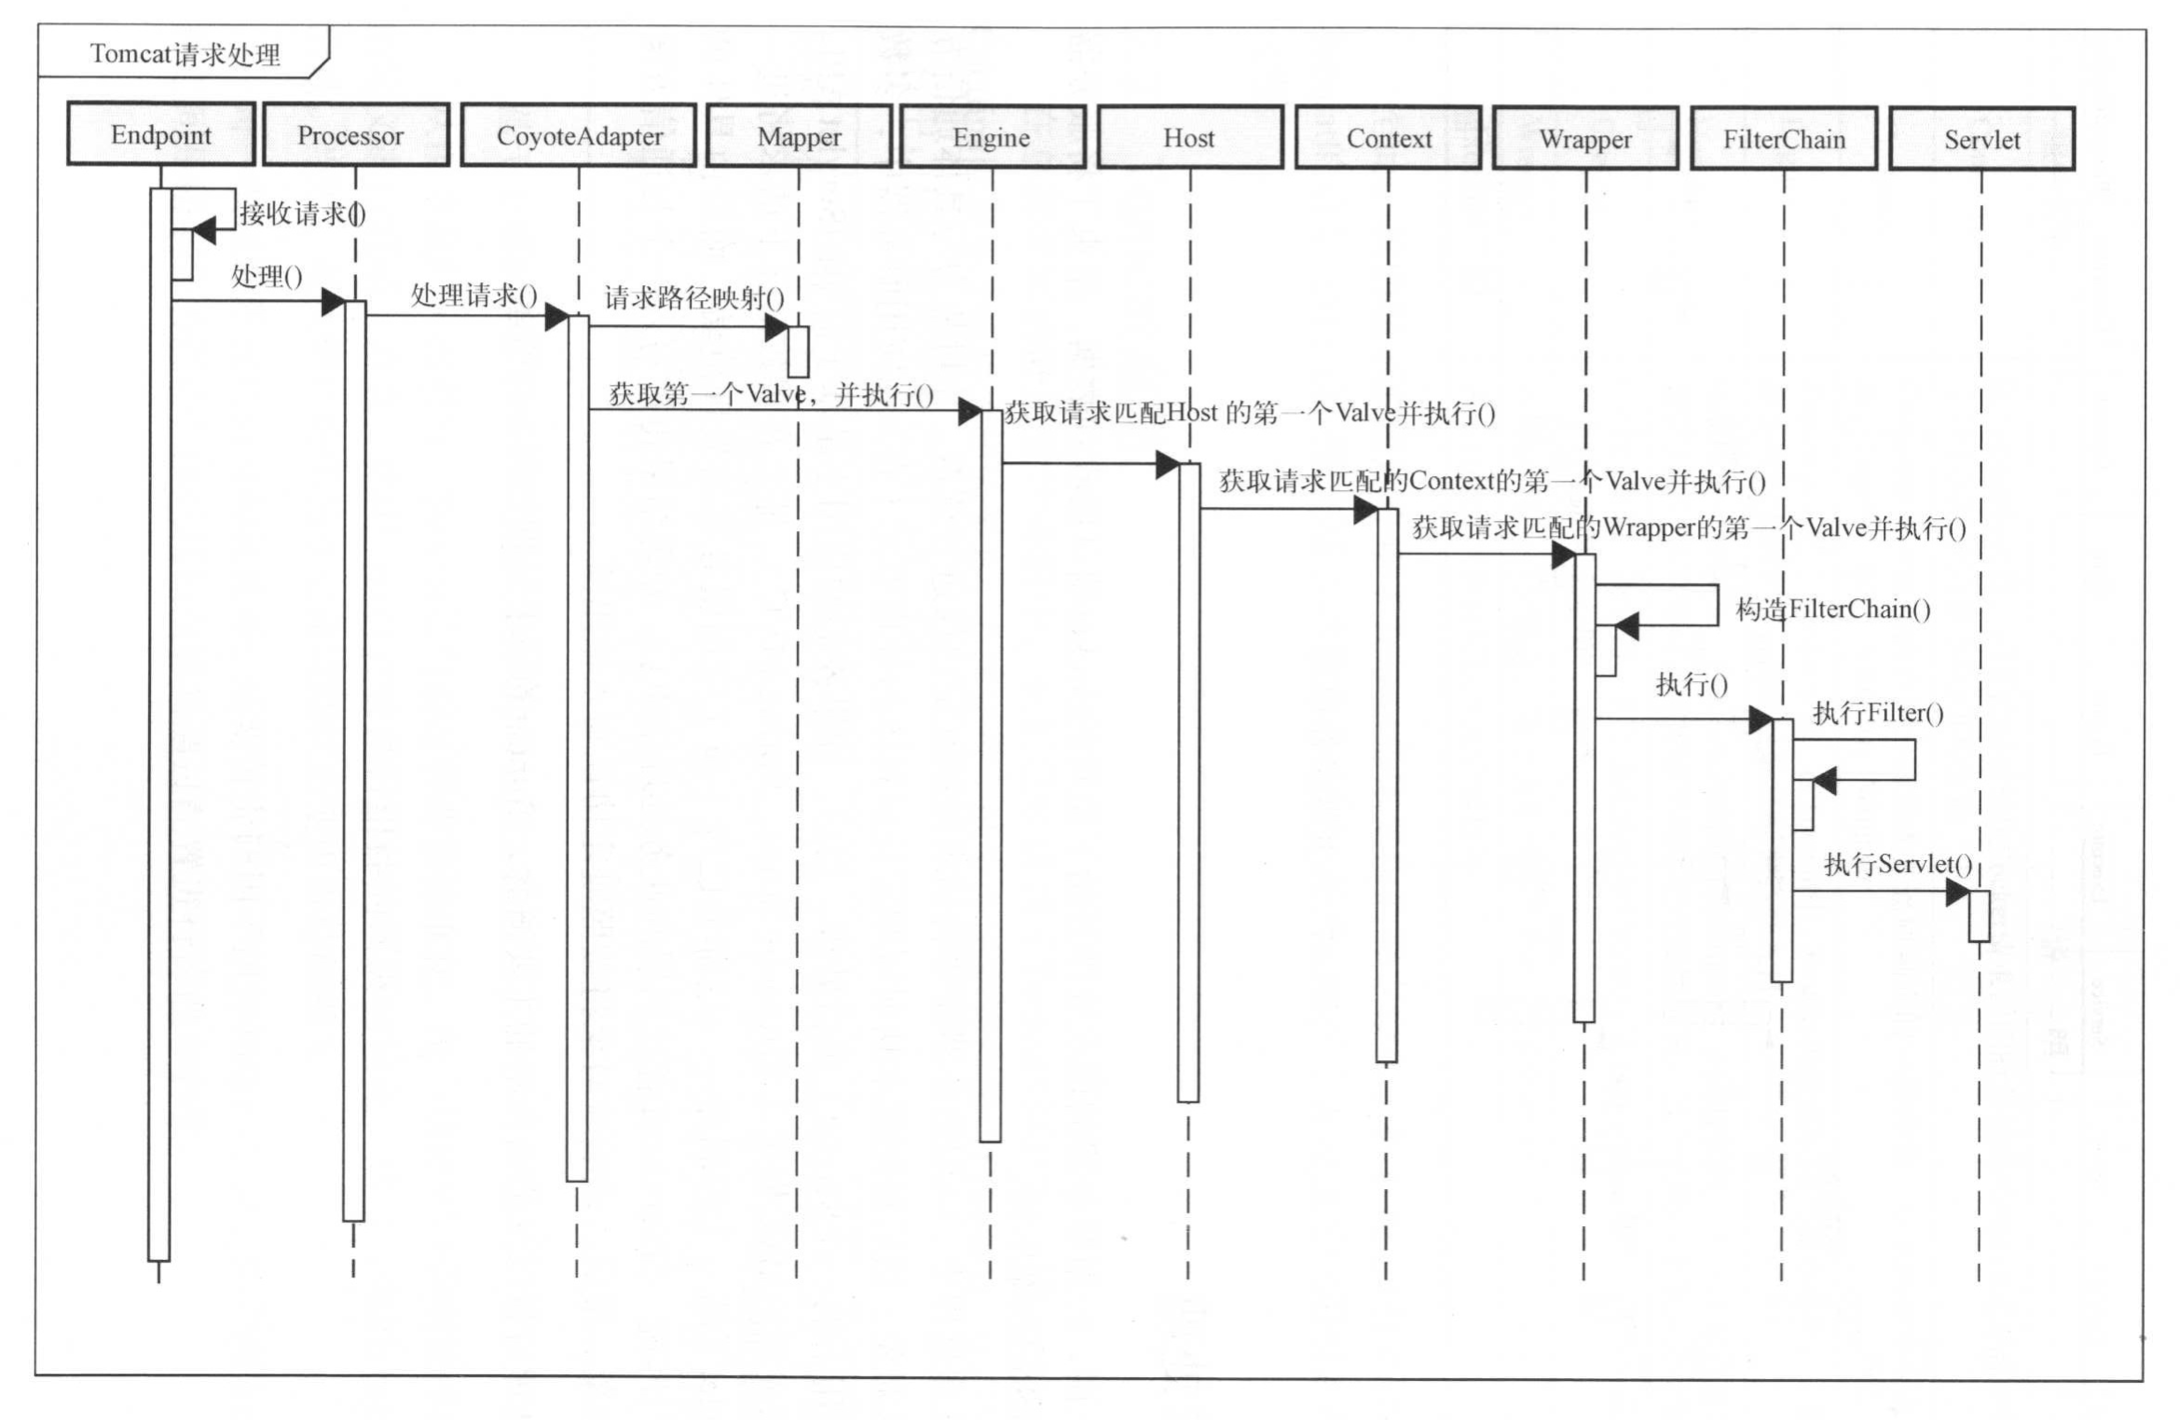 Tomcat请求处理
Endpoint
Processor
CoyoteAdapter
Mapper
Engine
Host
Context
Wrapper
FilterChain
Servlet
接收请求()
处理()
处理请求()
请求路径映射()
获取第一个Valve，并执行()
获取请求匹配Host 的第一个Valve并执行()
获取请求匹配的Context的第一个Valve并执行()
获取请求匹配的Wrapper的第一个Valve并执行()
构造FilterChain()
执行()
执行Filter()
执行Servlet()